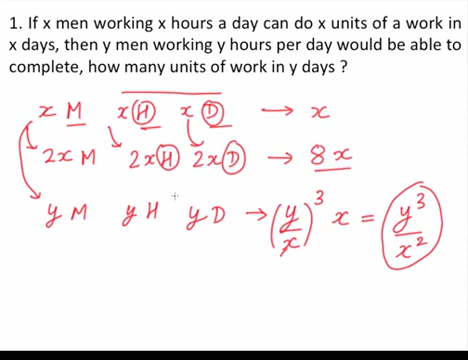 1. If x men working x hours a day can do x units of a work in
x days, then y men working y hours per day would be able to
complete, how many units of work in y days ?
x M x H x D → x
2x M 2x H 2x D → 8x
y M y H y D → (y/x)³ x = y³/x²